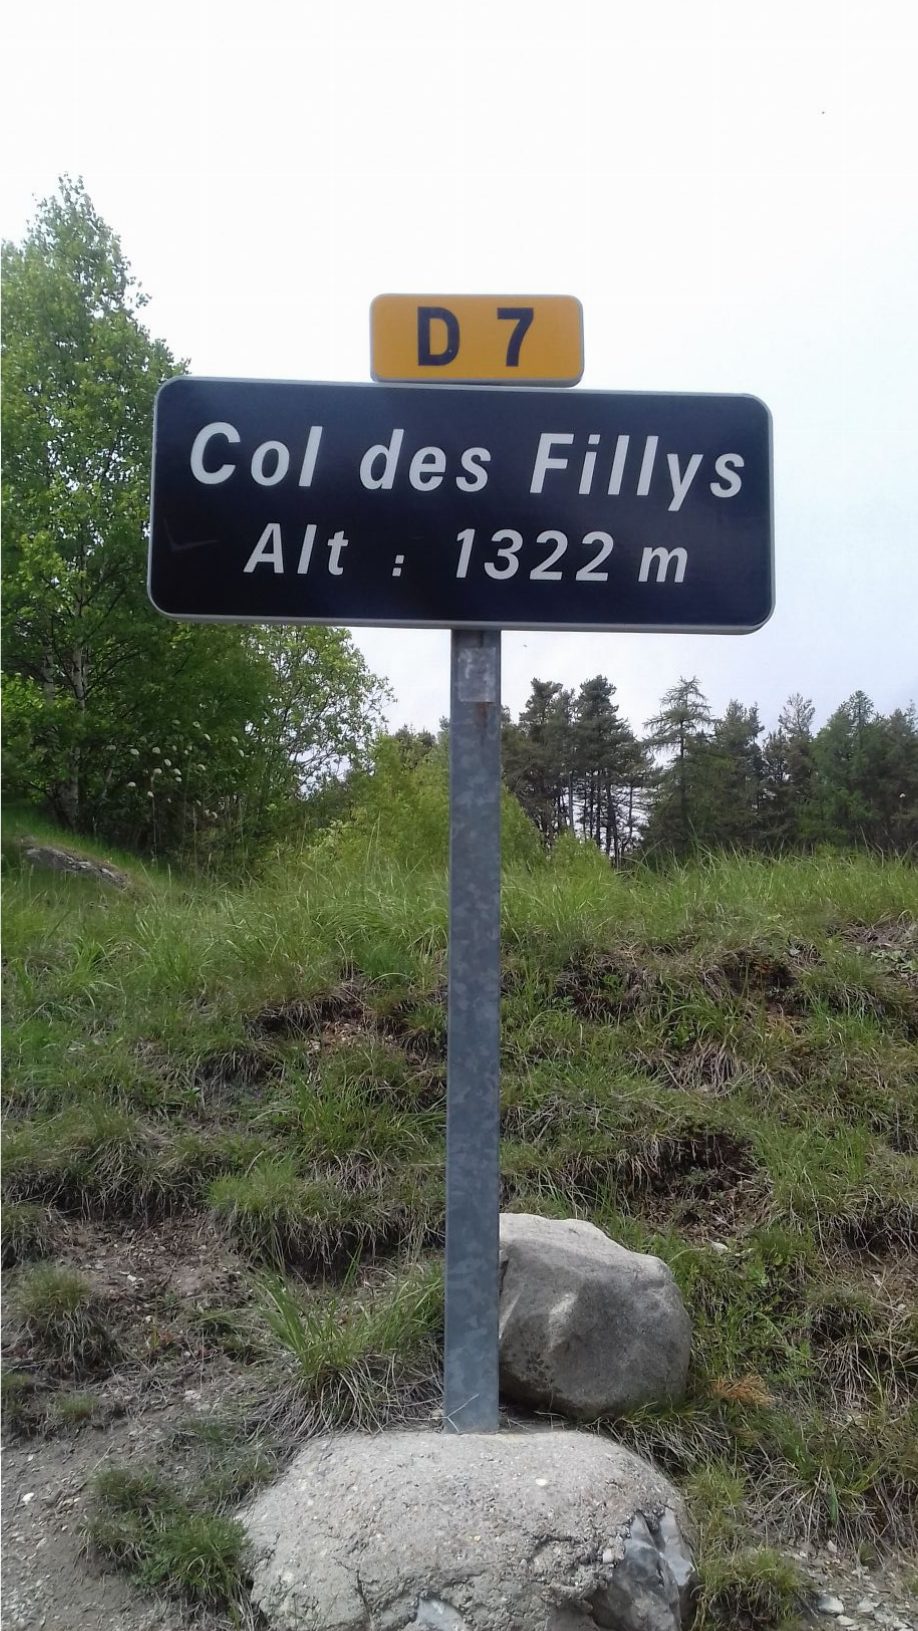 D 7
Col des Fillys
Alt : 1322 m